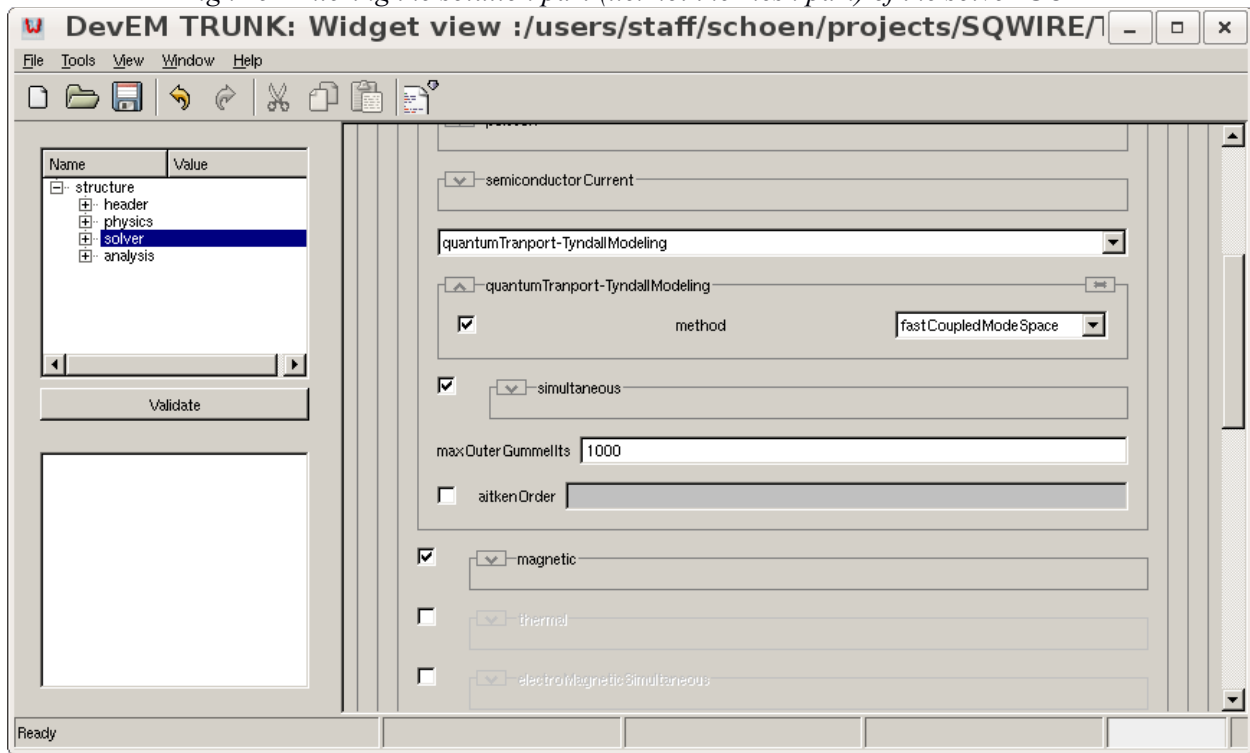 DevEM TRUNK: Widget view :/users/staff/schoen/projects/SQWIRE/T
File Tools View Window Help
Name Value
structure
header
physics
solver
analysis
Validate
semiconductorCurrent
quantumTranport-TyndallModeling
quantumTranport-TyndallModeling
method fastCoupledModeSpace
simultaneous
maxOuterGummelIts 1000
aitkenOrder
magnetic
thermal
electroMagneticSimultaneous
Ready